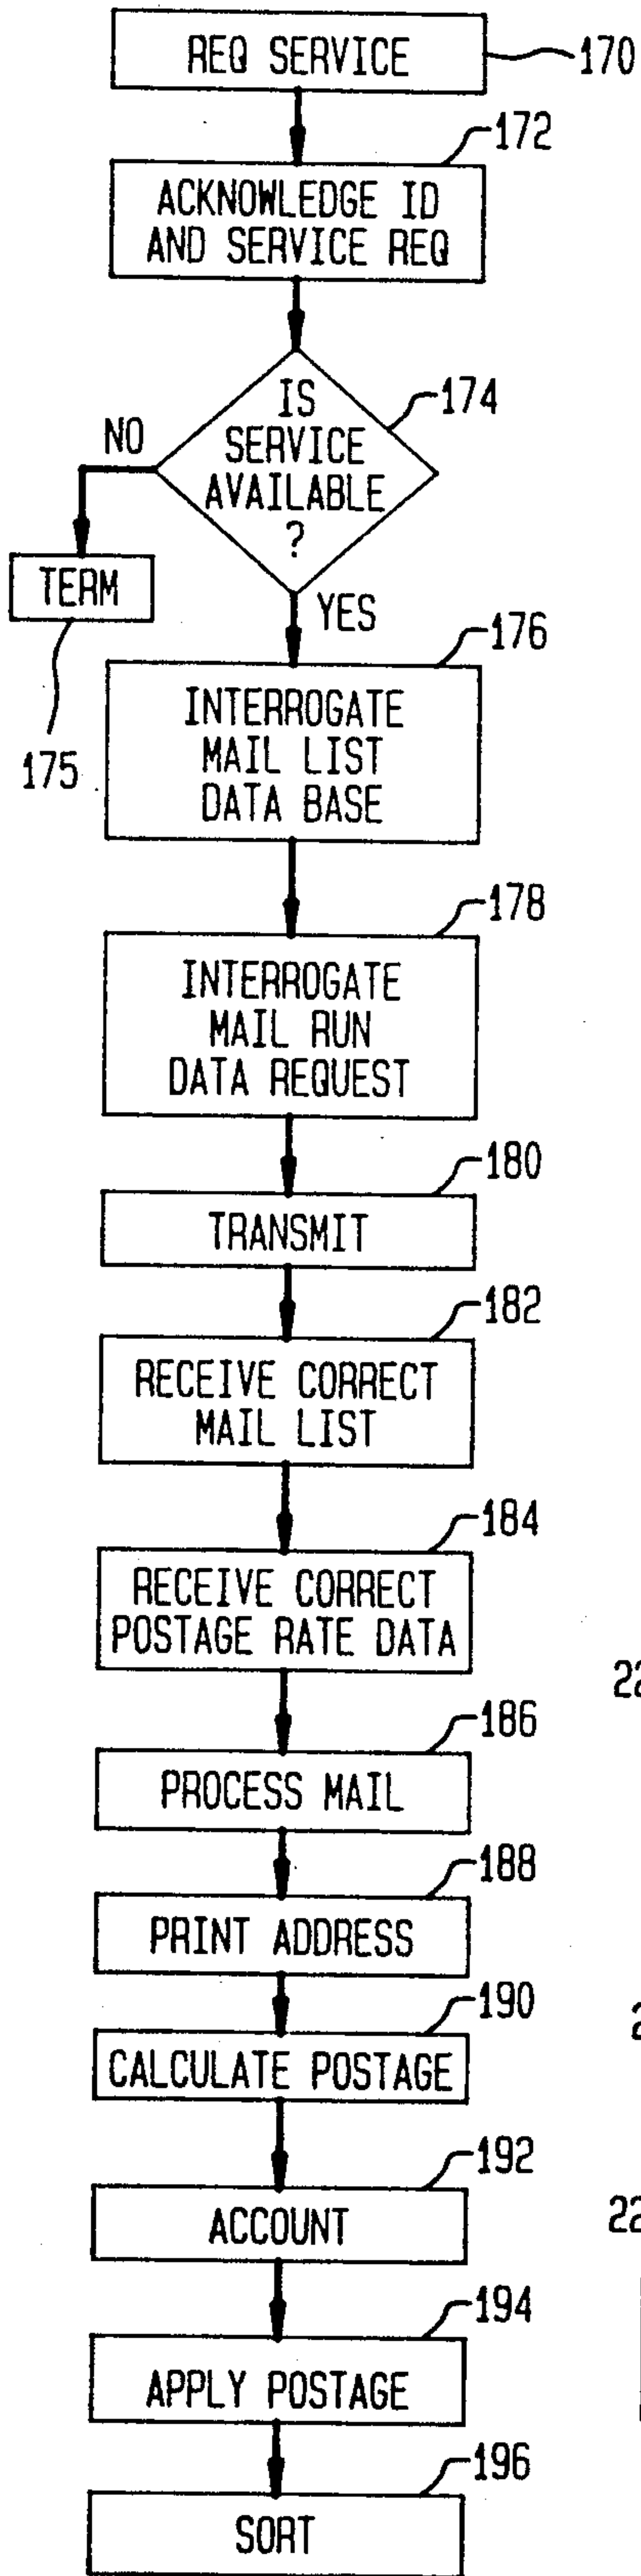 REQ SERVICE
170
172
ACKNOWLEDGE ID
AND SERVICE REQ
174
IS
SERVICE
AVAILABLE
?
NO
TERM
175
YES
176
INTERROGATE
MAIL LIST
DATA BASE
178
INTERROGATE
MAIL RUN
DATA REQUEST
180
TRANSMIT
182
RECEIVE CORRECT
MAIL LIST
184
RECEIVE CORRECT
POSTAGE RATE DATA
22
186
PROCESS MAIL
188
PRINT ADDRESS
190
2
CALCULATE POSTAGE
192
ACCOUNT
22
194
APPLY POSTAGE
196
SORT